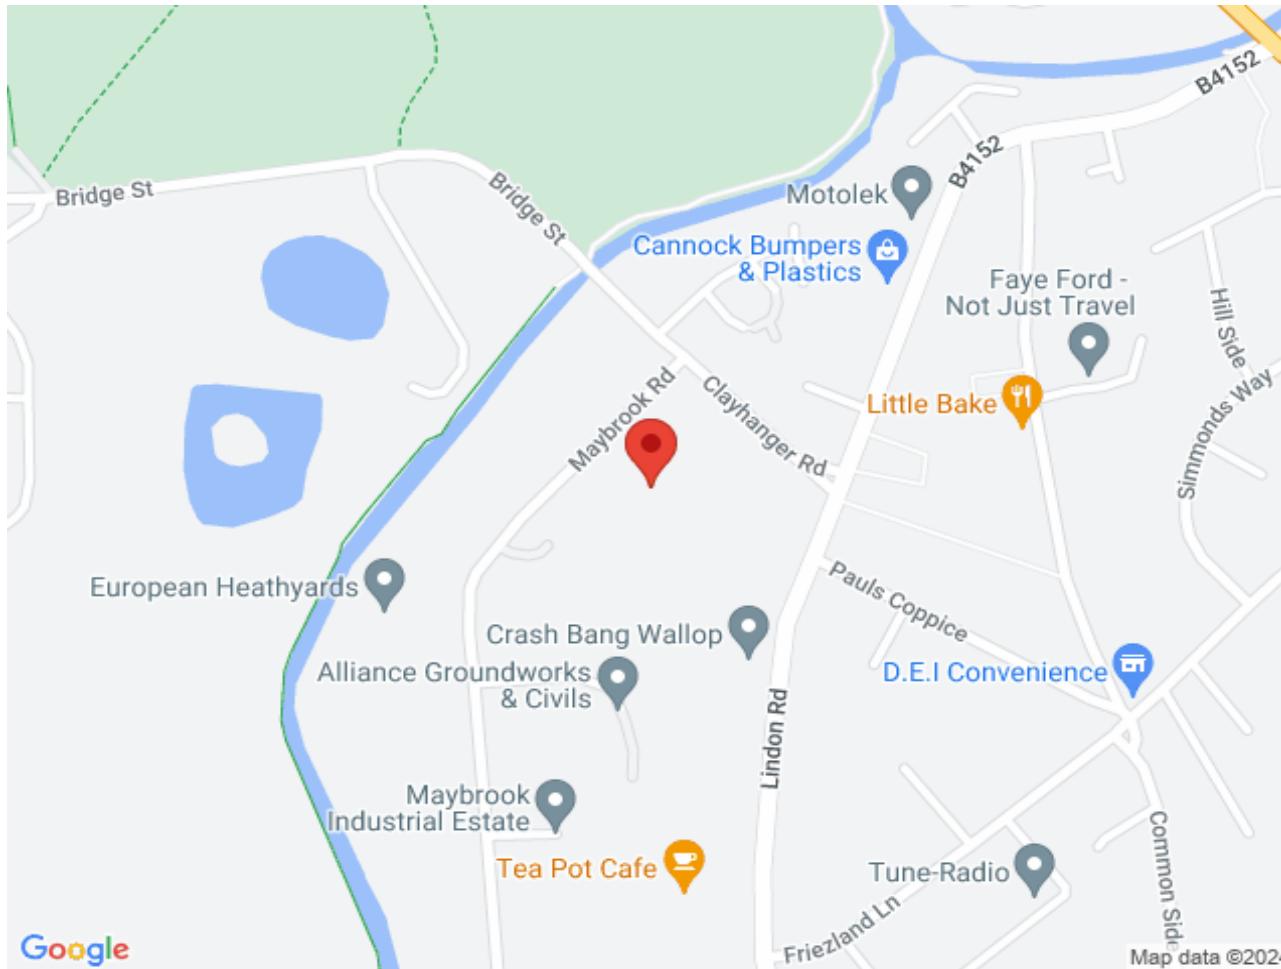 B4152
B4152
Bridge St
Bridge St
Motolek
Cannock Bumpers
& Plastics
Faye Ford -
Not Just Travel
Hill Side
Maybrook Rd
Clayhanger Rd
Little Bake
Simmonds Way
European Heathyards
Pauls Coppice
Crash Bang Wallop
Alliance Groundworks
& Civils
D.E.I Convenience
Lindon Rd
Maybrook
Industrial Estate
Tea Pot Cafe
Tune-Radio
Common Side
Friezland Ln
Google
Map data ©2024